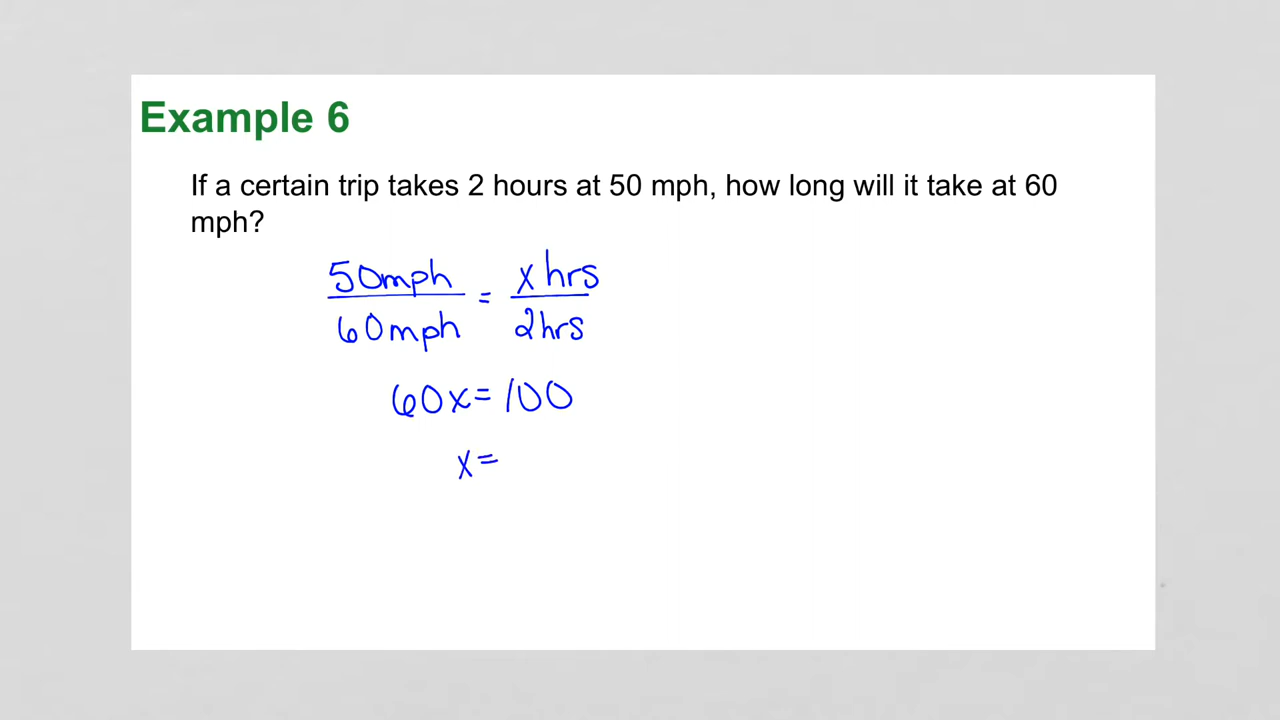 Example 6
If a certain trip takes 2 hours at 50 mph, how long will it take at 60
mph?
50mph = x hrs
60mph 2hrs
60x = 100
x =